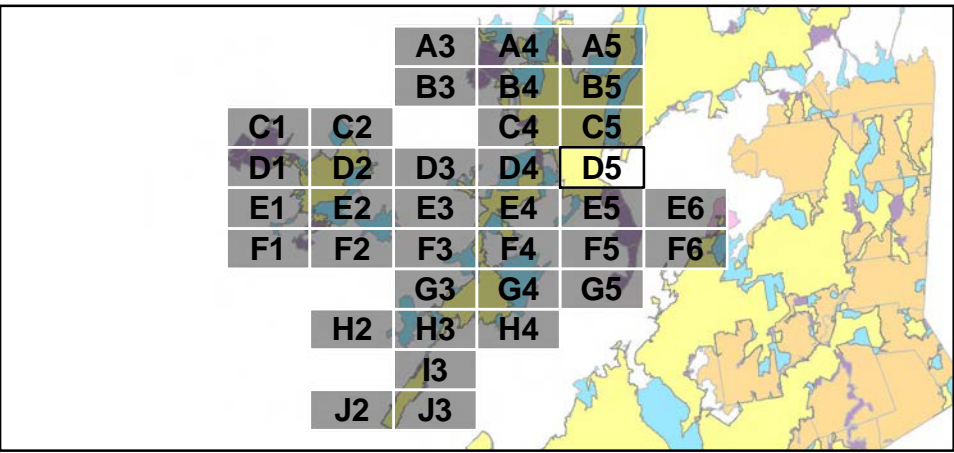 A3 A4 A5
B3 B4 B5
C1 C2 C4 C5
D1 D2 D3 D4 D5
E1 E2 E3 E4 E5 E6
F1 F2 F3 F4 F5 F6
G3 G4 G5
H2 H3 H4
I3
J2 J3